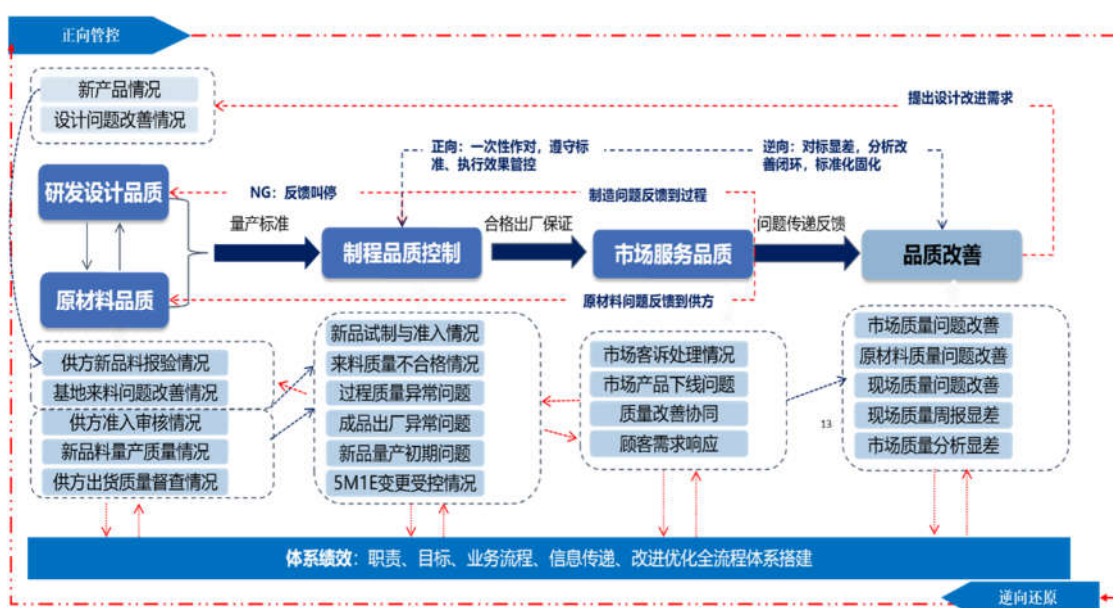 正向管控
新产品情况
设计问题改善情况
提出设计改进需求
正向：一次性作对，遵守标
准、执行效果管控
逆向：对标显差，分析改
善闭环，标准化固化
研发设计品质
NG：反馈叫停
制造问题反馈到过程
量产标准
合格出厂保证
问题传递反馈
制程品质控制
市场服务品质
品质改善
原材料品质
原材料问题反馈到供方
供方新品料报验情况
基地来料问题改善情况
供方准入审核情况
新品料量产质量情况
供方出货质量督查情况
新品试制与准入情况
来料质量不合格情况
过程质量异常问题
成品出厂异常问题
新品量产初期问题
5M1E变更受控情况
市场客诉处理情况
市场产品下线问题
质量改善协同
顾客需求响应
市场质量问题改善
原材料质量问题改善
现场质量问题改善
现场质量周报显差
市场质量分析显差
13
体系绩效：职责、目标、业务流程、信息传递、改进优化全流程体系搭建
逆向还原